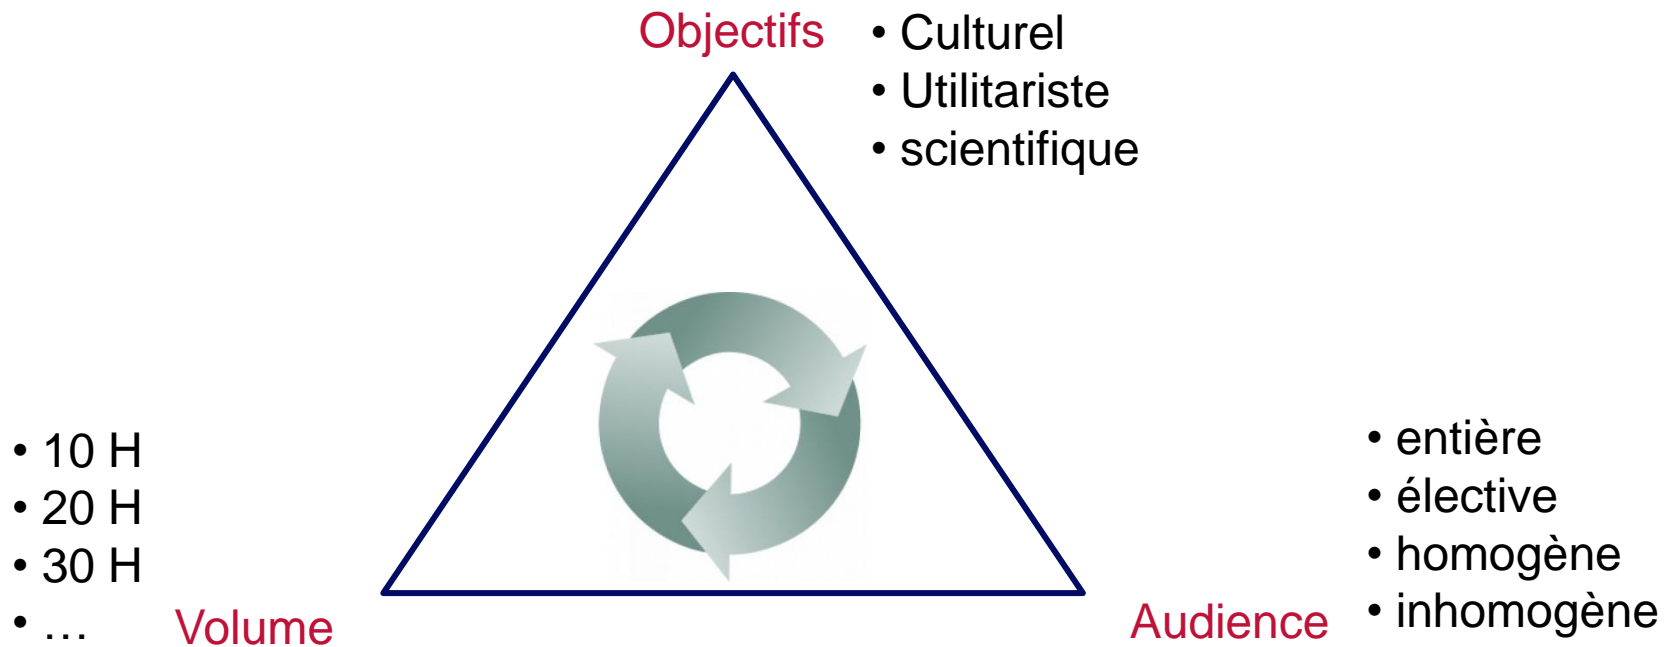 Objectifs
• Culturel
• Utilitariste
• scientifique
• 10 H
• 20 H
• 30 H
• …
Volume
Audience
• entière
• élective
• homogène
• inhomogène